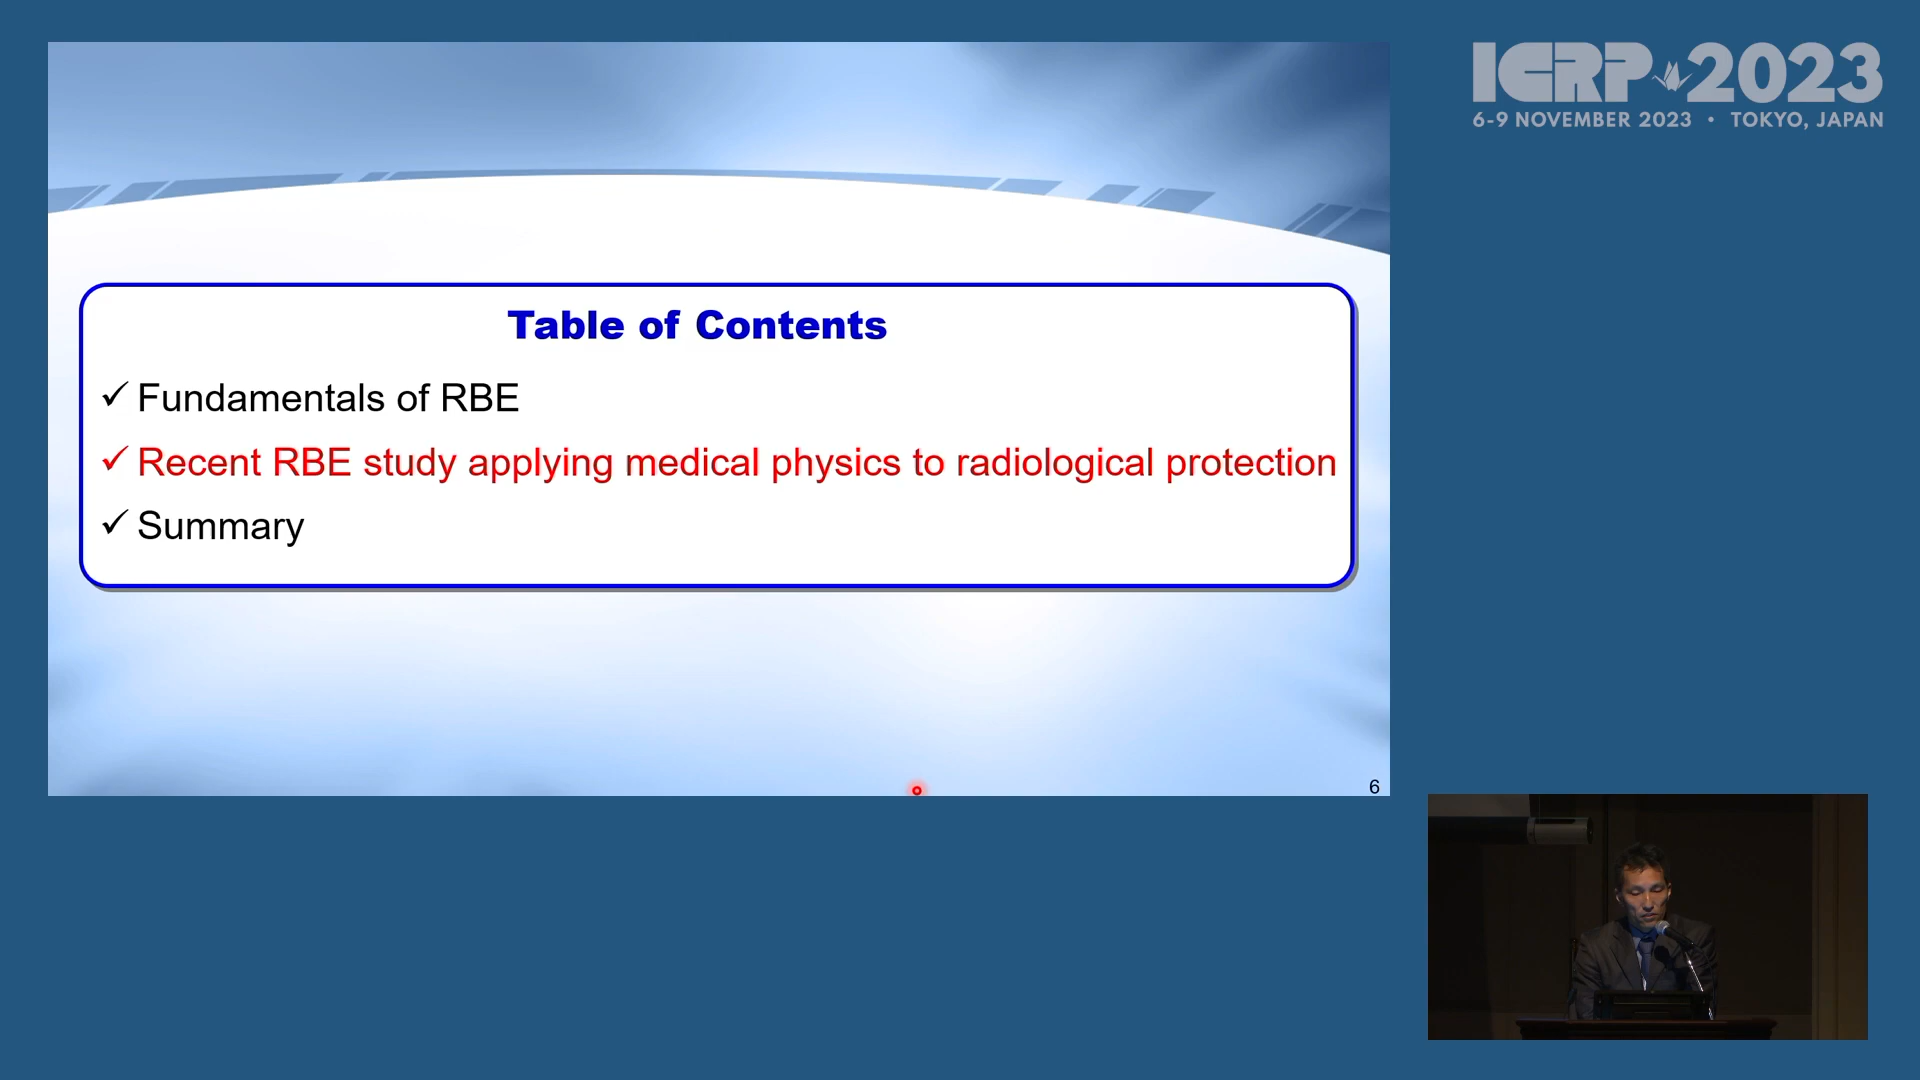 ICRP 2023
6-9 NOVEMBER 2023 • TOKYO, JAPAN
Table of Contents
✓ Fundamentals of RBE
✓ Recent RBE study applying medical physics to radiological protection
✓ Summary
6